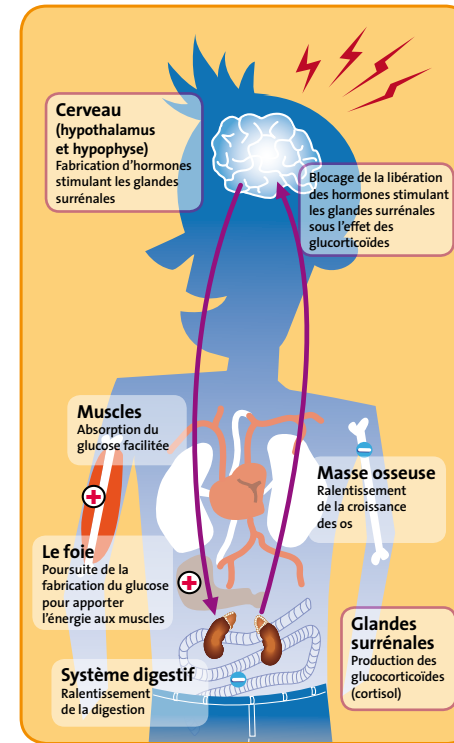 Cerveau
(hypothalamus
et hypophyse)
Fabrication d'hormones
stimulant les glandes
surrénales
Blocage de la libération
des hormones stimulant
les glandes surrénales
sous l'effet des
glucorticoïdes
Muscles
Absorption du
glucose facilitée
Masse osseuse
Ralentissement
de la croissance
des os
Le foie
Poursuite de la
fabrication du glucose
pour apporter
l'énergie aux muscles
Glandes
surrénales
Production des
glucocorticoïdes
(cortisol)
Système digestif
Ralentissement
de la digestion